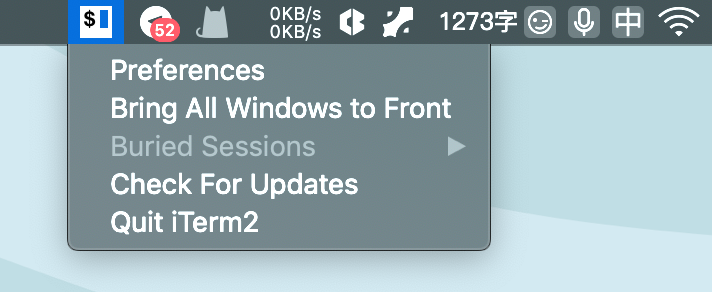 $ 52 0KB/s 1273字 中
0KB/s
Preferences
Bring All Windows to Front
Buried Sessions
Check For Updates
Quit iTerm2